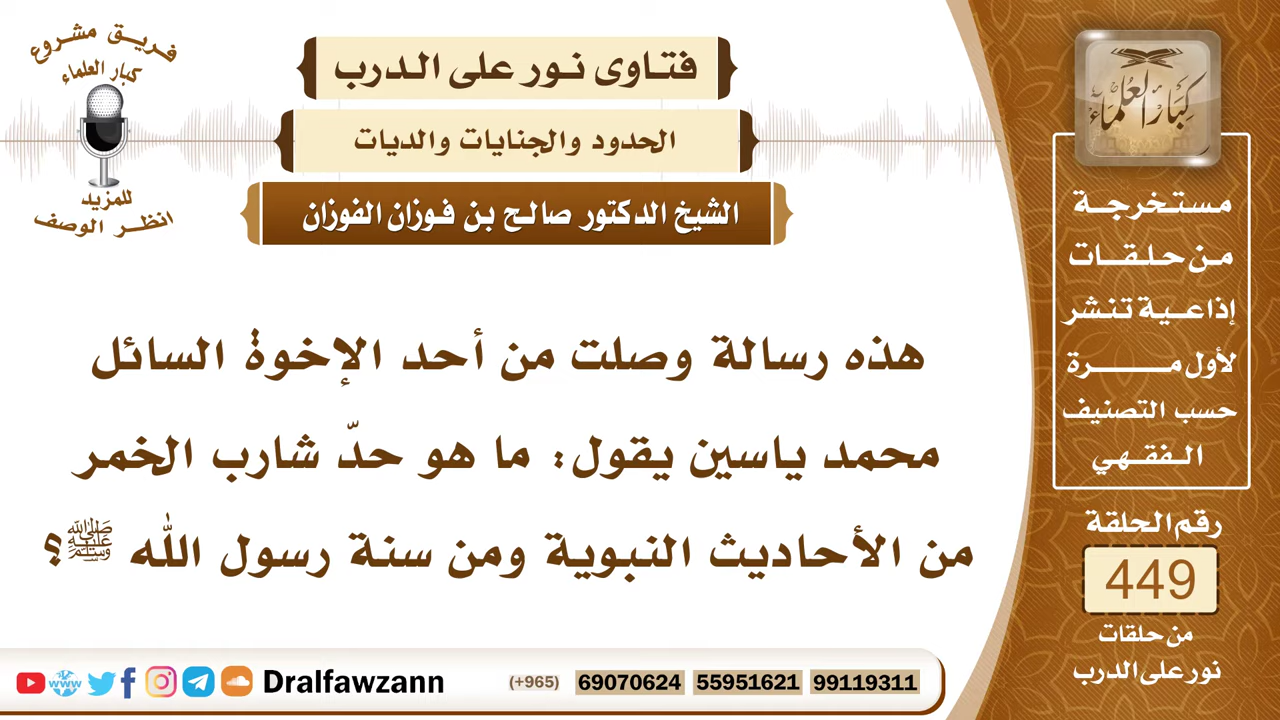 فريق مشروع
كبار العلماء
للمزيد
انظر الوصف
فتاوى نور على الدرب
الحدود والجنايات والديات
الشيخ الدكتور صالح بن فوزان الفوزان
هذه رسالة وصلت من أحد الإخوة السائل
محمد ياسين يقول: ما هو حدّ شارب الخمر
من الأحاديث النبوية ومن سنة رسول الله ﷺ؟
كبار العلماء
مستخرجة
من حلقات
إذاعية تنشر
لأول مرة
حسب التصنيف
الفقهي
رقم الحلقة
449
من حلقات
نور على الدرب
www Dralfawzann (+965) 69070624 55951621 99119311